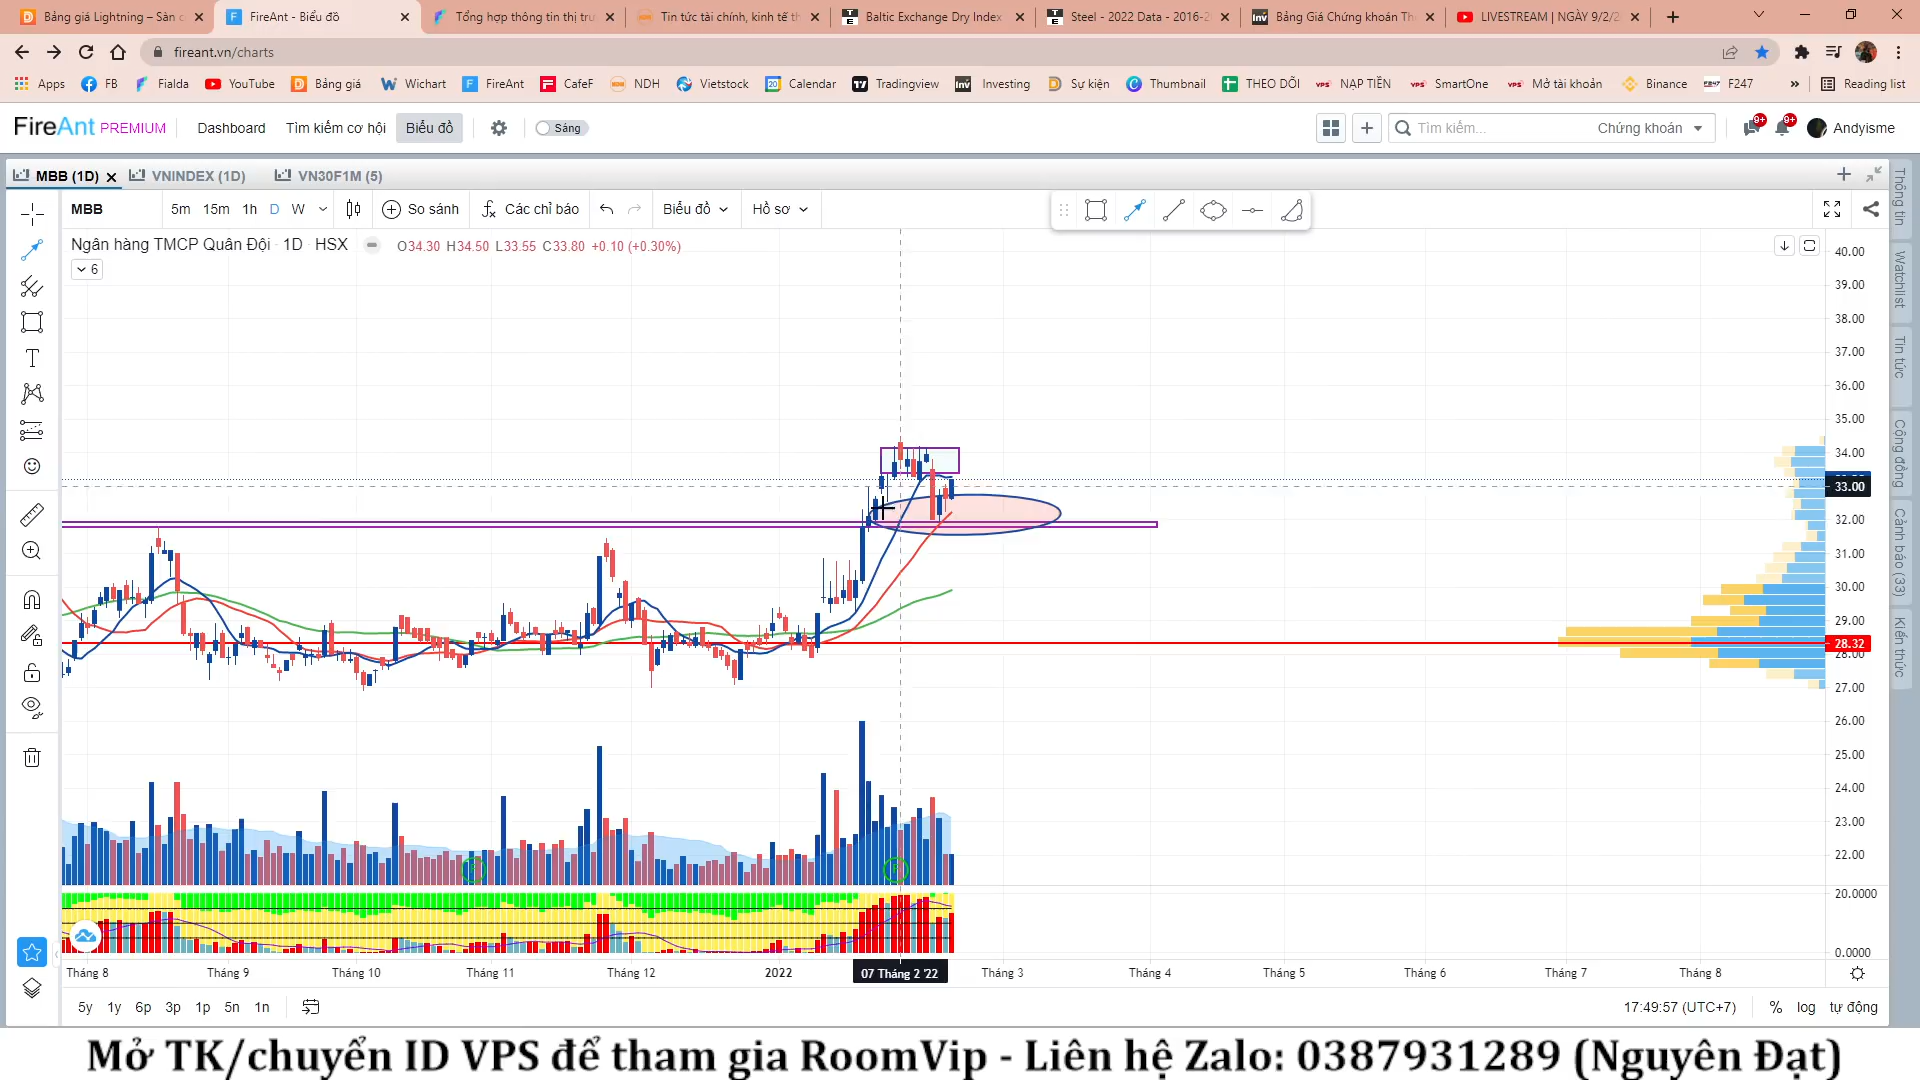 Bảng giá Lightning – Sàn c
FireAnt - Biểu đồ
Tổng hợp thông tin thị trư
Tin tức tài chính, kinh tế th
Baltic Exchange Dry Index
Steel - 2022 Data - 2016-2
Bảng Giá Chứng khoán Th
LIVESTREAM | NGÀY 9/2/2
fireant.vn/charts
Apps FB Fialda YouTube Bảng giá Wichart FireAnt CafeF NDH Vietstock Calendar Tradingview Investing Sự kiện Thumbnail THEO DÕI NẠP TIỀN SmartOne Mở tài khoản Binance F247 » Reading list
FireAnt PREMIUM Dashboard Tìm kiếm cơ hội Biểu đồ Sáng Tìm kiếm... Chứng khoán 9+ 9+ Andyisme
MBB (1D) VNINDEX (1D) VN30F1M (5)
MBB 5m 15m 1h D W So sánh Các chỉ báo Biểu đồ Hồ sơ
Ngân hàng TMCP Quân Đội · 1D · HSX O34.30 H34.50 L33.55 C33.80 +0.10 (+0.30%)
6
40.00
39.00
38.00
37.00
36.00
35.00
34.00
33.00
32.00
31.00
30.00
29.00
28.32
28.00
27.00
26.00
25.00
24.00
23.00
22.00
20.0000
0.0000
Thông tin
Watchlist
Tin tức
Cộng đồng
Cảnh báo (33)
Kiến thức
Tháng 8 Tháng 9 Tháng 10 Tháng 11 Tháng 12 2022 07 Tháng 2 '22 Tháng 3 Tháng 4 Tháng 5 Tháng 6 Tháng 7 Tháng 8
5y 1y 6p 3p 1p 5n 1n 17:49:57 (UTC+7) % log tự động
Mở TK/chuyển ID VPS để tham gia RoomVip - Liên hệ Zalo: 0387931289 (Nguyên Đạt)